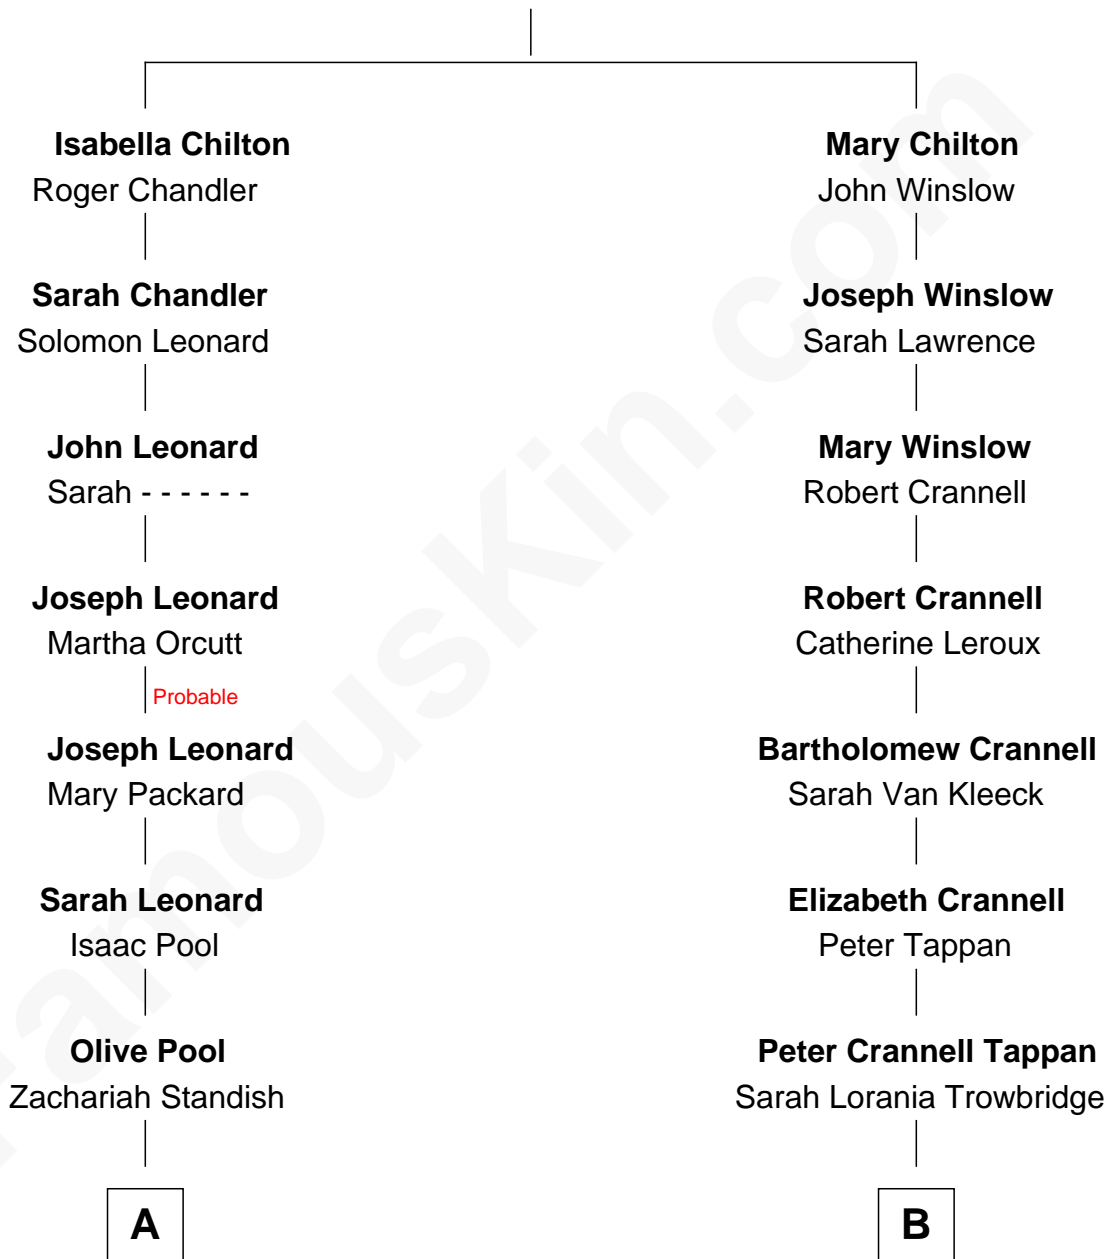 Isabella Chilton
Roger Chandler
Sarah Chandler
Solomon Leonard
John Leonard
Sarah - - - - - -
Joseph Leonard
Martha Orcutt
Probable
Joseph Leonard
Mary Packard
Sarah Leonard
Isaac Pool
Olive Pool
Zachariah Standish
A
Mary Chilton
John Winslow
Joseph Winslow
Sarah Lawrence
Mary Winslow
Robert Crannell
Robert Crannell
Catherine Leroux
Bartholomew Crannell
Sarah Van Kleeck
Elizabeth Crannell
Peter Tappan
Peter Crannell Tappan
Sarah Lorania Trowbridge
B
FamousKin.com